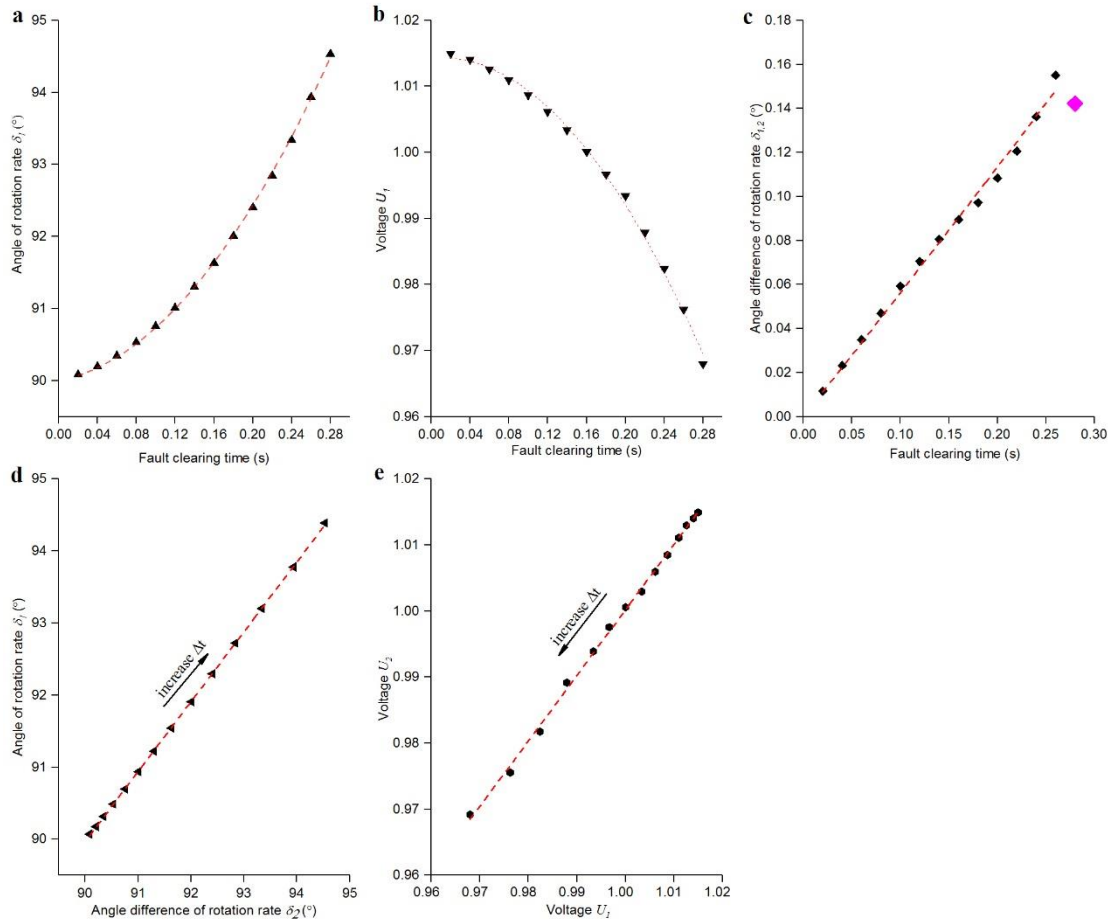 a
95
94
93
92
91
90
Angle of rotation rate δ1 (°)
0.00 0.04 0.08 0.12 0.16 0.20 0.24 0.28
Fault clearing time (s)
b
1.02
1.01
1.00
0.99
0.98
0.97
0.96
Voltage U1
0.00 0.04 0.08 0.12 0.16 0.20 0.24 0.28
Fault clearing time (s)
c
0.18
0.16
0.14
0.12
0.10
0.08
0.06
0.04
0.02
0.00
Angle difference of rotation rate δ1,2 (°)
0.00 0.05 0.10 0.15 0.20 0.25 0.30
Fault clearing time (s)
d
95
94
93
92
91
90
Angle of rotation rate δ1 (°)
increase Δt
90 91 92 93 94 95
Angle difference of rotation rate δ2 (°)
e
1.02
1.01
1.00
0.99
0.98
0.97
0.96
Voltage U2
increase Δt
0.96 0.97 0.98 0.99 1.00 1.01 1.02
Voltage U1